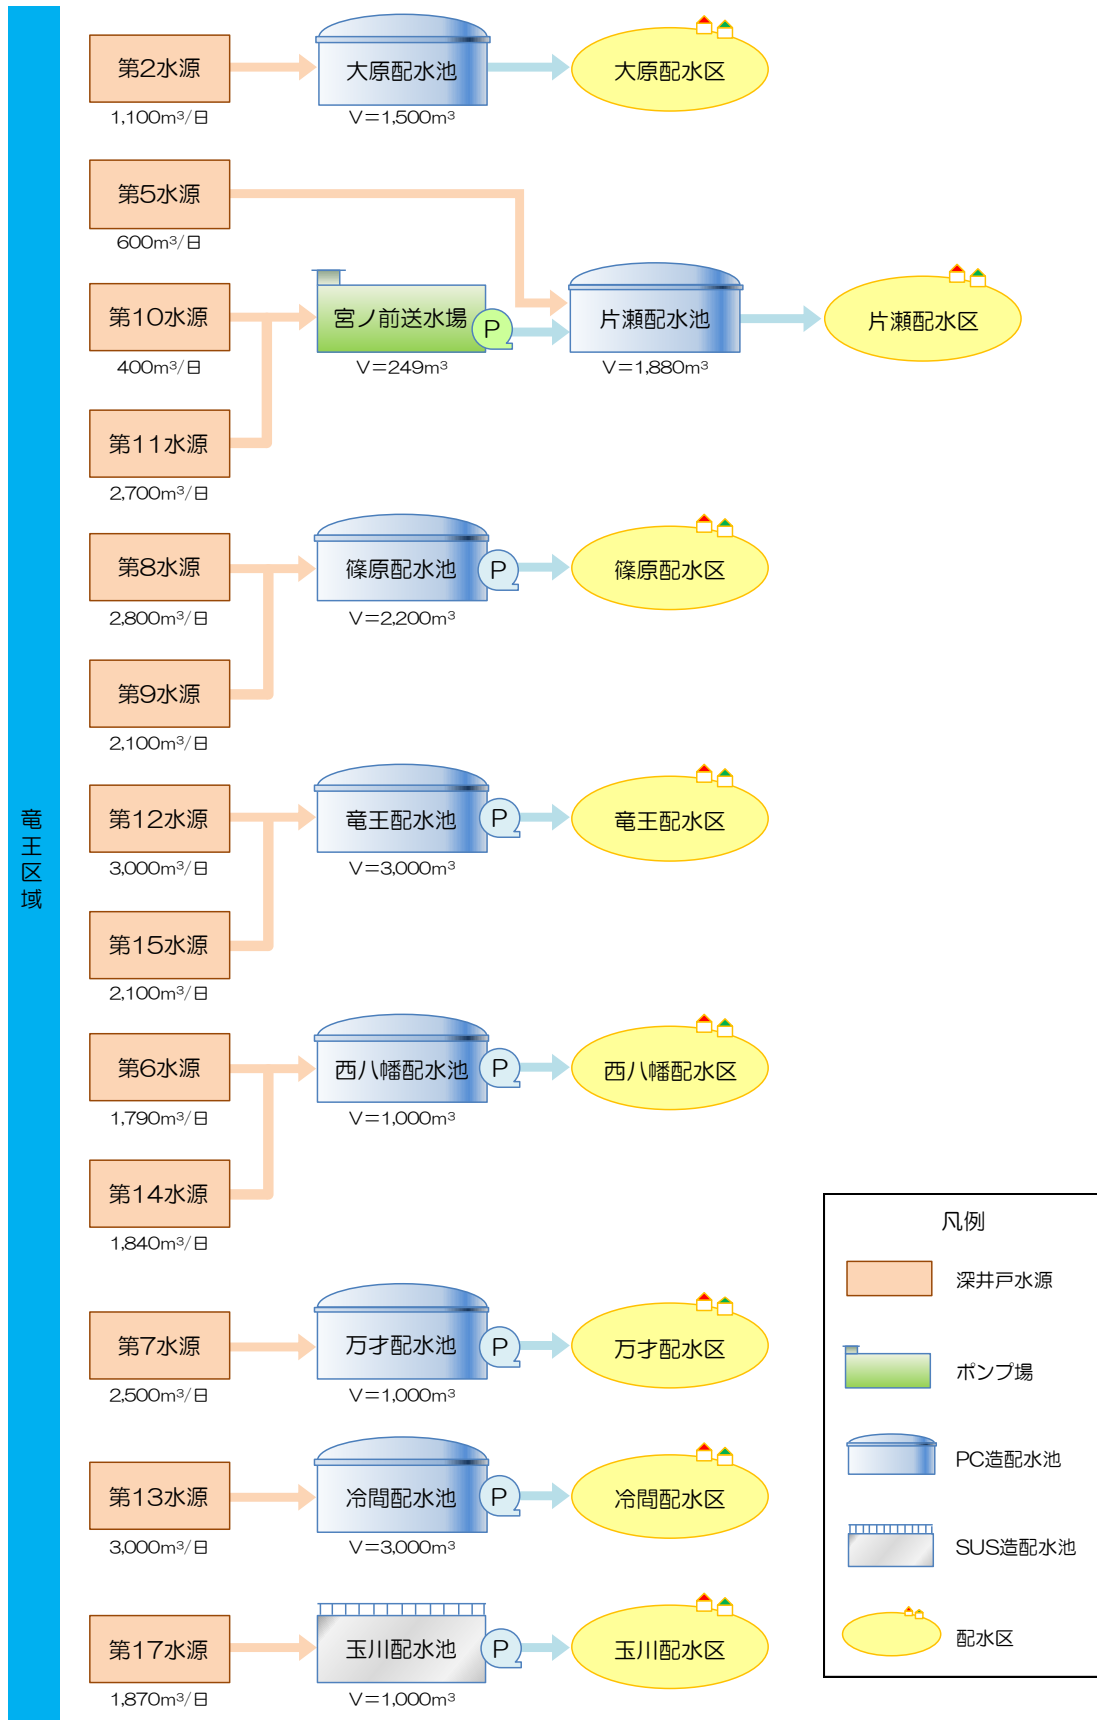 竜王区域
第2水源
1,100m³/日
大原配水池
V=1,500m³
大原配水区
第5水源
600m³/日
第10水源
400m³/日
宮ノ前送水場
P
V=249m³
片瀬配水池
V=1,880m³
片瀬配水区
第11水源
2,700m³/日
第8水源
2,800m³/日
篠原配水池
P
V=2,200m³
篠原配水区
第9水源
2,100m³/日
第12水源
3,000m³/日
竜王配水池
P
V=3,000m³
竜王配水区
第15水源
2,100m³/日
第6水源
1,790m³/日
西八幡配水池
P
V=1,000m³
西八幡配水区
第14水源
1,840m³/日
第7水源
2,500m³/日
万才配水池
P
V=1,000m³
万才配水区
第13水源
3,000m³/日
冷間配水池
P
V=3,000m³
冷間配水区
第17水源
1,870m³/日
玉川配水池
P
V=1,000m³
玉川配水区
凡例
深井戸水源
ポンプ場
PC造配水池
SUS造配水池
配水区